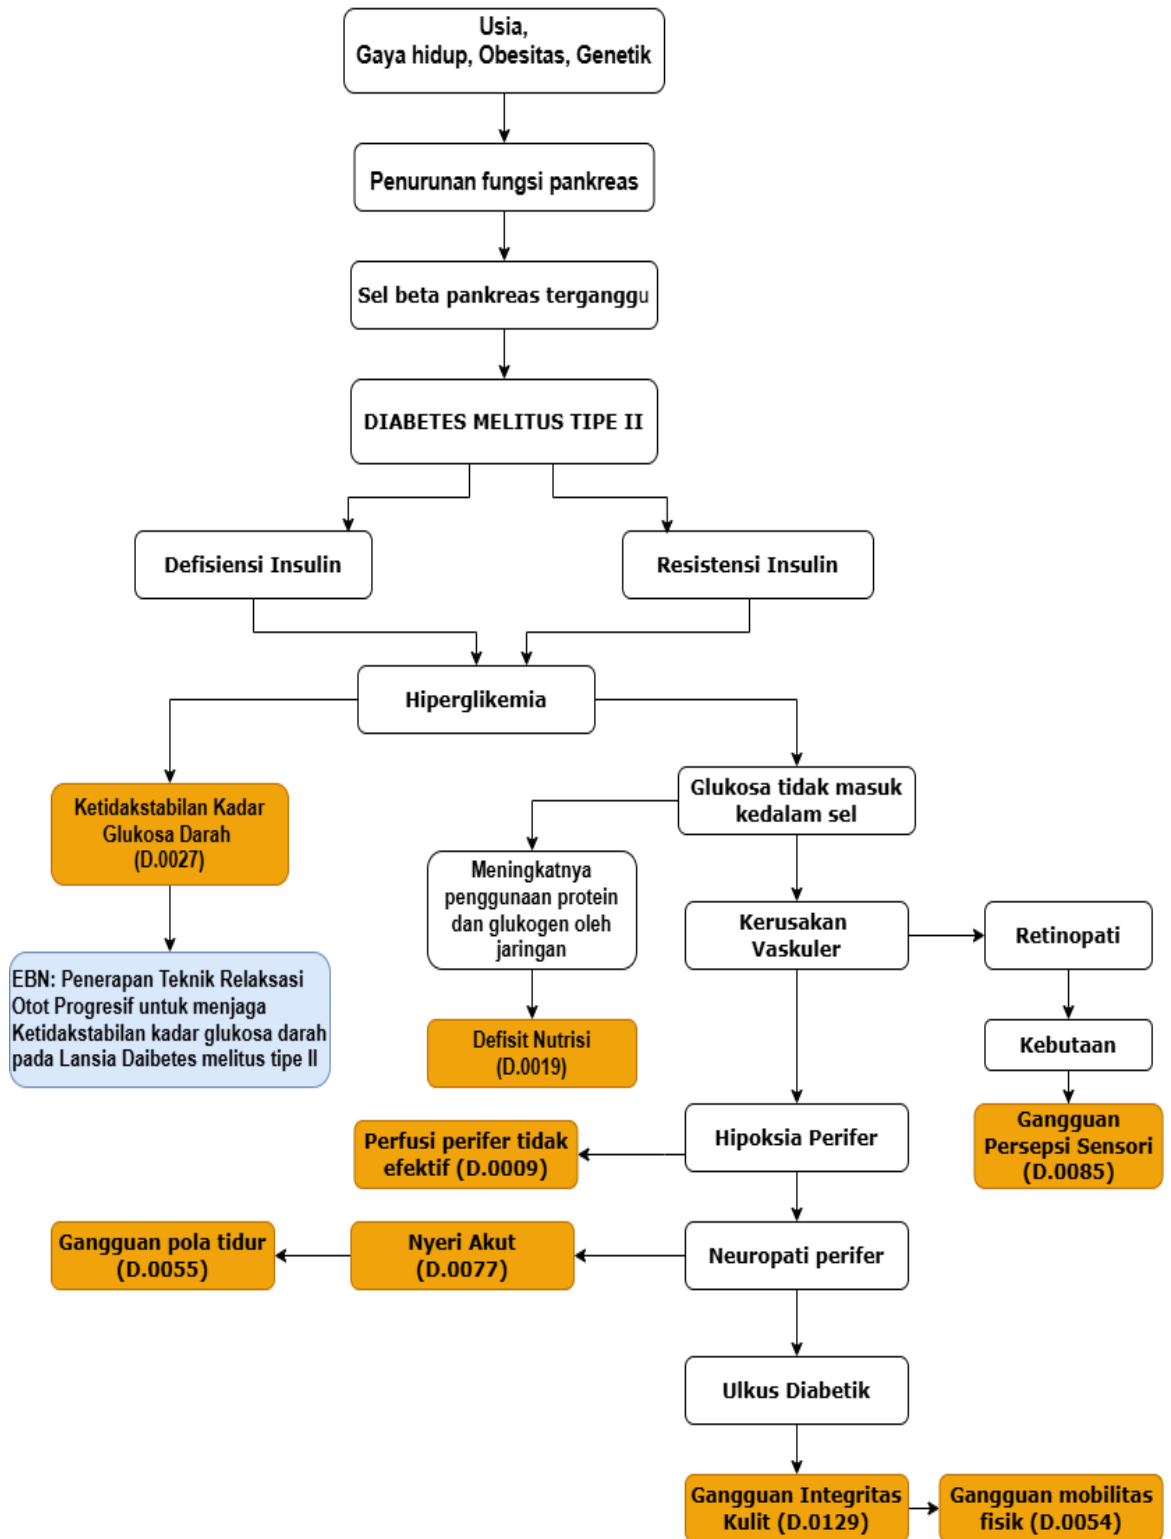 Usia,
Gaya hidup, Obesitas, Genetik
Penurunan fungsi pankreas
Sel beta pankreas terganggu
DIABETES MELITUS TIPE II
Defisiensi Insulin
Resistensi Insulin
Hiperglikemia
Ketidakstabilan Kadar
Glukosa Darah
(D.0027)
Glukosa tidak masuk
kedalam sel
Meningkatnya
penggunaan protein
dan glukogen oleh
jaringan
Kerusakan
Vaskuler
Retinopati
EBN: Penerapan Teknik Relaksasi
Otot Progresif untuk menjaga
Ketidakstabilan kadar glukosa darah
pada Lansia Daibetes melitus tipe II
Defisit Nutrisi
(D.0019)
Kebutaan
Gangguan
Persepsi Sensori
(D.0085)
Hipoksia Perifer
Perfusi perifer tidak
efektif (D.0009)
Gangguan pola tidur
(D.0055)
Nyeri Akut
(D.0077)
Neuropati perifer
Ulkus Diabetik
Gangguan Integritas
Kulit (D.0129)
Gangguan mobilitas
fisik (D.0054)